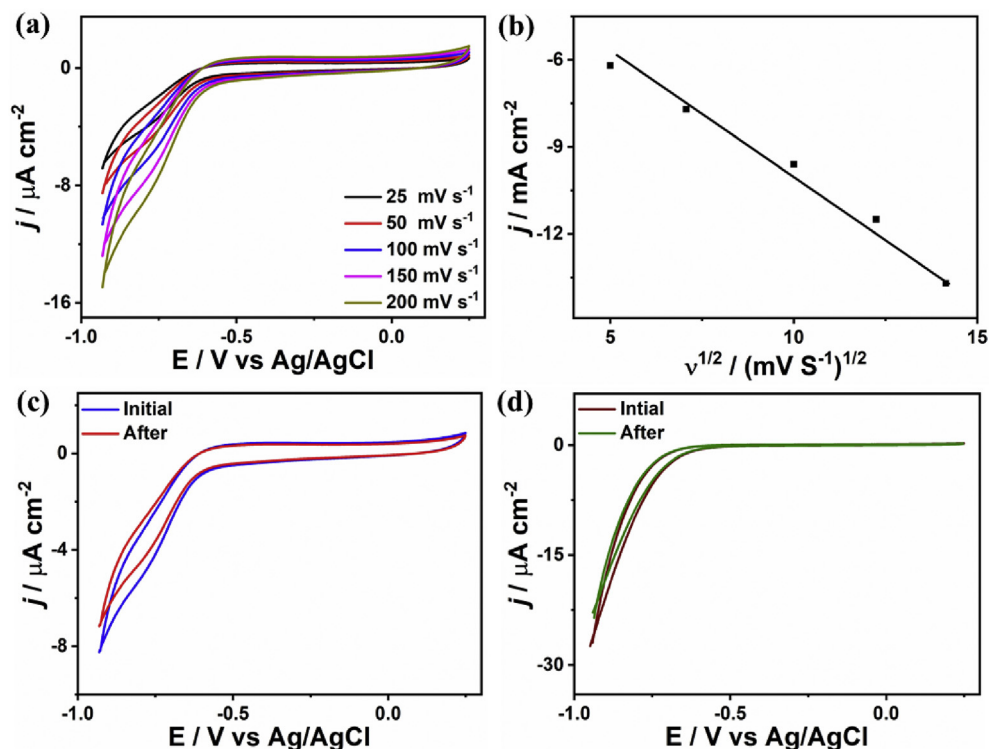 (a)
0
-8
-16
j / μA cm⁻²
25 mV s⁻¹
50 mV s⁻¹
100 mV s⁻¹
150 mV s⁻¹
200 mV s⁻¹
-1.0 -0.5 0.0
E / V vs Ag/AgCl
(b)
-6
-9
-12
j / mA cm⁻²
5 10 15
ν¹/² / (mV S⁻¹)¹/²
(c)
Initial
After
0
-4
-8
j / μA cm⁻²
-1.0 -0.5 0.0
E / V vs Ag/AgCl
(d)
Intial
After
0
-15
-30
j / μA cm⁻²
-1.0 -0.5 0.0
E / V vs Ag/AgCl